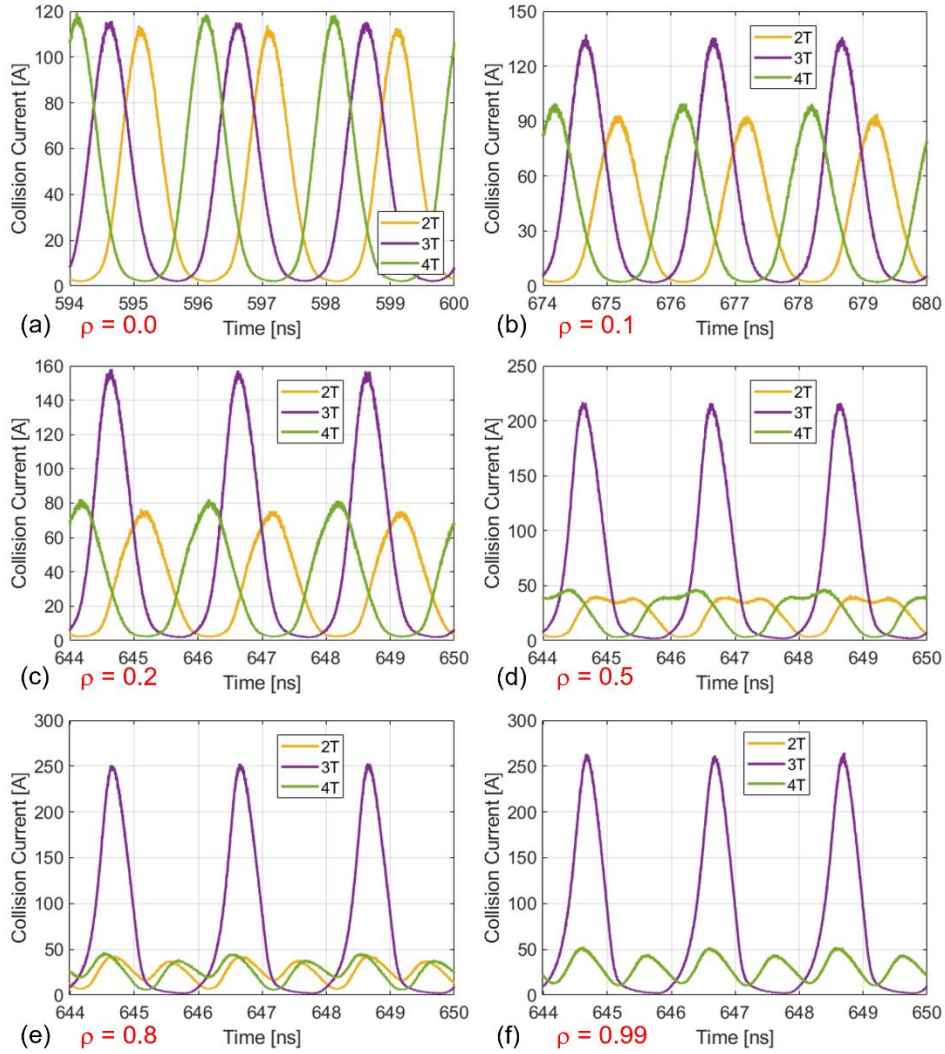 Collision Current [A]
120
100
80
60
40
20
0
2T
3T
4T
594 595 596 597 598 599 600
Time [ns]
(a) ρ = 0.0
Collision Current [A]
150
120
90
60
30
0
2T
3T
4T
674 675 676 677 678 679 680
Time [ns]
(b) ρ = 0.1
Collision Current [A]
160
140
120
100
80
60
40
20
0
2T
3T
4T
644 645 646 647 648 649 650
Time [ns]
(c) ρ = 0.2
Collision Current [A]
250
200
150
100
50
0
2T
3T
4T
644 645 646 647 648 649 650
Time [ns]
(d) ρ = 0.5
Collision Current [A]
300
250
200
150
100
50
0
2T
3T
4T
644 645 646 647 648 649 650
Time [ns]
(e) ρ = 0.8
Collision Current [A]
300
250
200
150
100
50
0
2T
3T
4T
644 645 646 647 648 649 650
Time [ns]
(f) ρ = 0.99